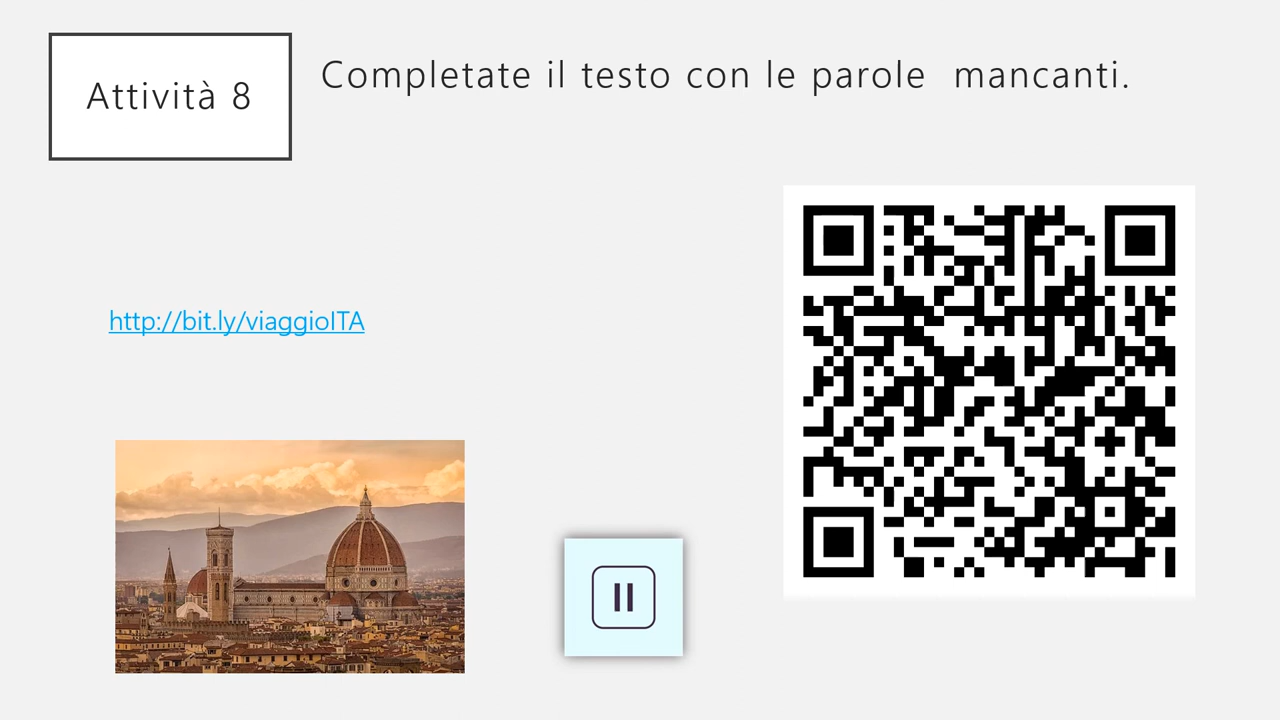 Attività 8
Completate il testo con le parole mancanti.
http://bit.ly/viaggioITA